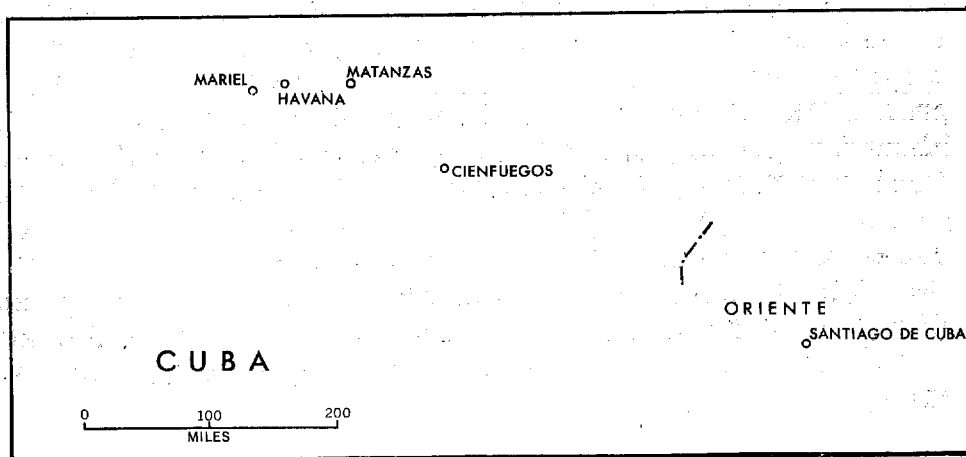 MATANZAS
MARIEL
HAVANA
CIENFUEGOS
ORIENTE
SANTIAGO DE CUBA
CUBA
0 100 200
MILES